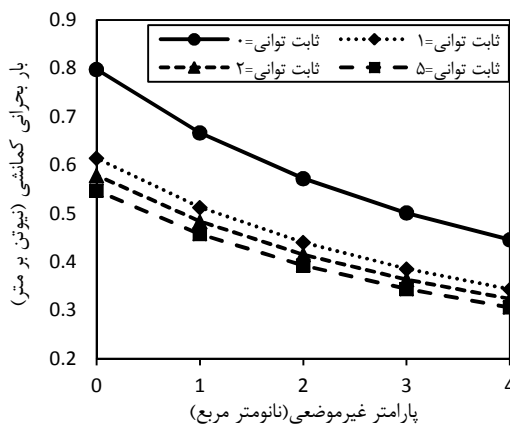 ثابت توانی=۰ ثابت توانی=۱
ثابت توانی=۲ ثابت توانی=۵
بار بحرانی کمانشی (نیوتن بر متر)
0.9
0.8
0.7
0.6
0.5
0.4
0.3
0.2
0 1 2 3 4
پارامتر غیرموضعی(نانومتر مربع)